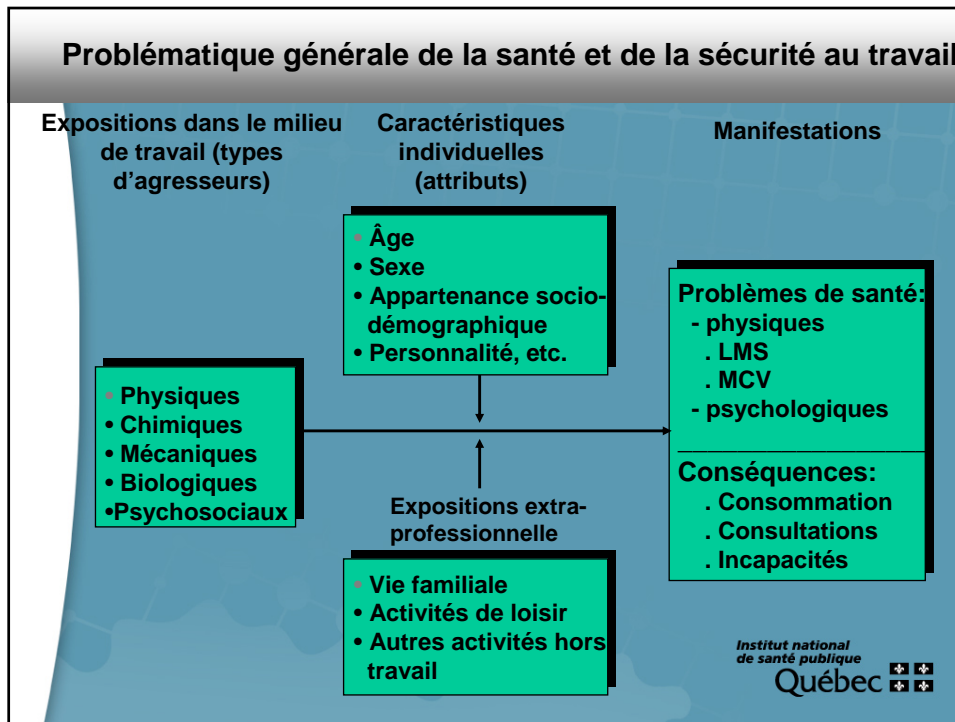 Problématique générale de la santé et de la sécurité au travail
Expositions dans le milieu
de travail (types
d'agresseurs)
Caractéristiques
individuelles
(attributs)
Manifestations
• Âge
• Sexe
• Appartenance socio-
démographique
• Personnalité, etc.
• Physiques
• Chimiques
• Mécaniques
• Biologiques
•Psychosociaux
Expositions extra-
professionnelle
• Vie familiale
• Activités de loisir
• Autres activités hors
travail
Problèmes de santé:
- physiques
. LMS
. MCV
- psychologiques
Conséquences:
. Consommation
. Consultations
. Incapacités
Institut national
de santé publique
Québec